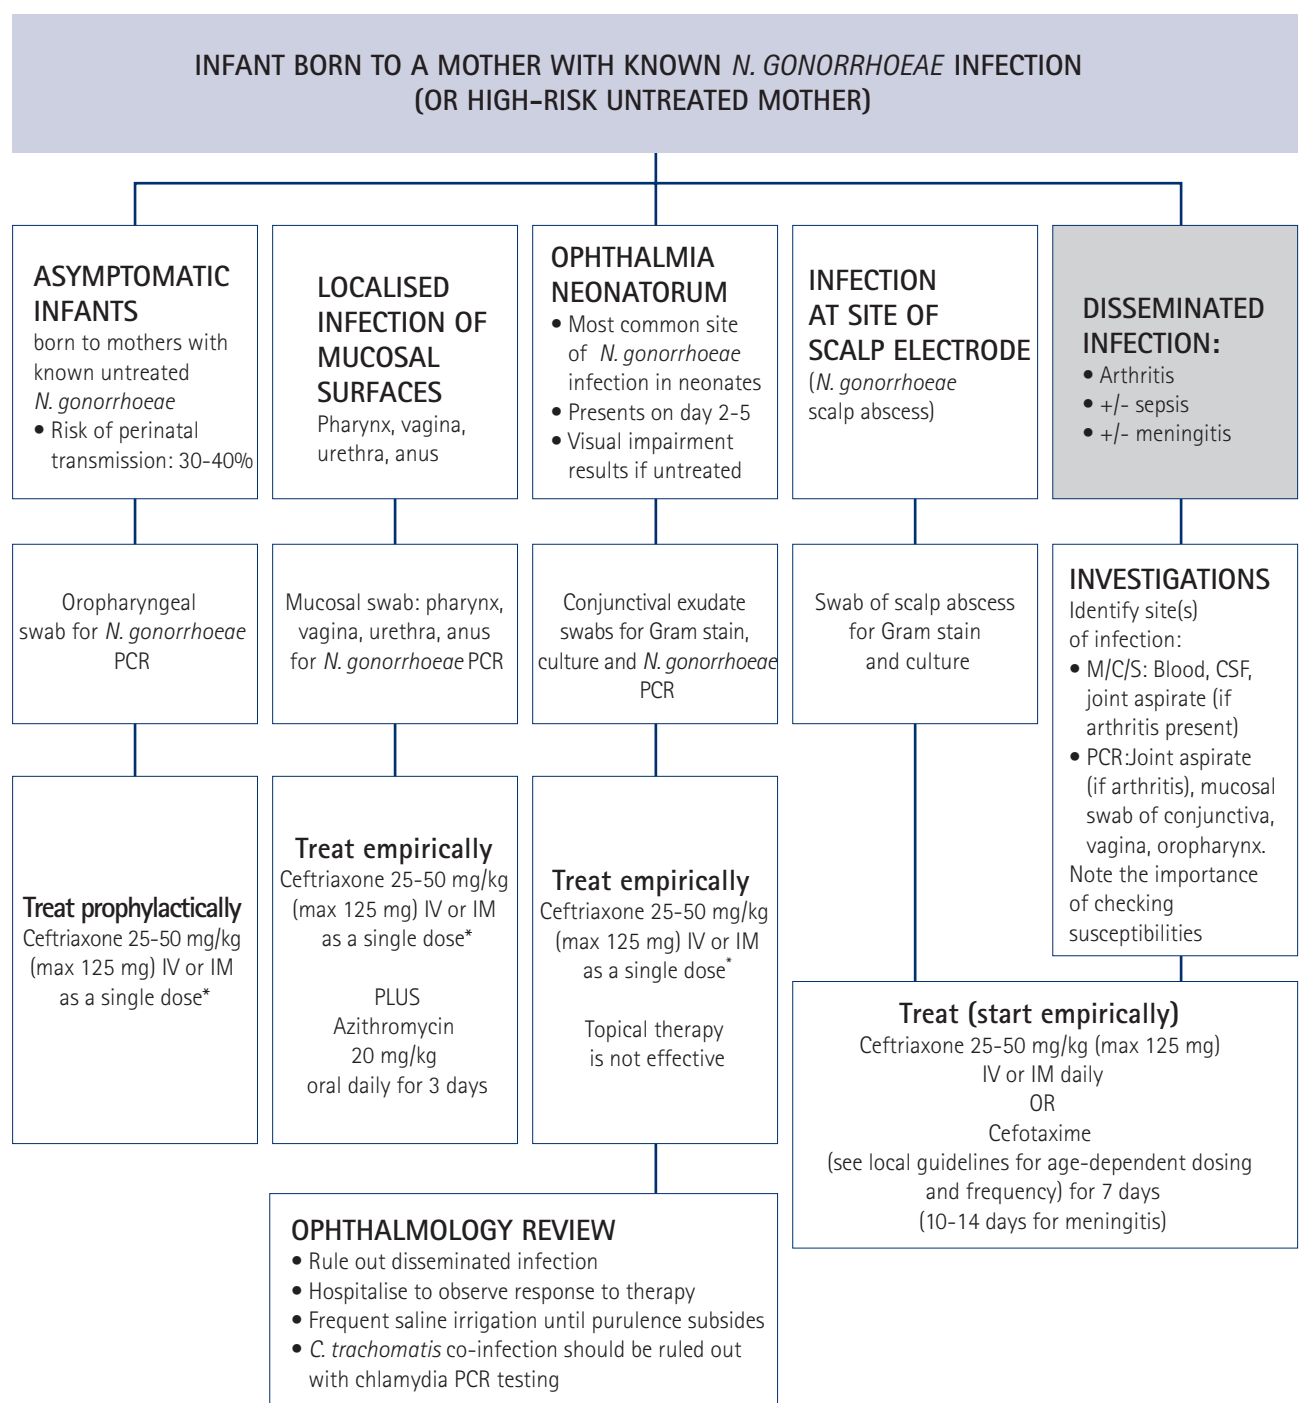 INFANT BORN TO A MOTHER WITH KNOWN N. GONORRHOEAE INFECTION
(OR HIGH-RISK UNTREATED MOTHER)
ASYMPTOMATIC
INFANTS
born to mothers with
known untreated
N. gonorrhoeae
• Risk of perinatal
transmission: 30-40%
LOCALISED
INFECTION OF
MUCOSAL
SURFACES
Pharynx, vagina,
urethra, anus
OPHTHALMIA
NEONATORUM
• Most common site
of N. gonorrhoeae
infection in neonates
• Presents on day 2-5
• Visual impairment
results if untreated
INFECTION
AT SITE OF
SCALP ELECTRODE
(N. gonorrhoeae
scalp abscess)
DISSEMINATED
INFECTION:
• Arthritis
• +/- sepsis
• +/- meningitis
Oropharyngeal
swab for N. gonorrhoeae
PCR
Mucosal swab: pharynx,
vagina, urethra, anus
for N. gonorrhoeae PCR
Conjunctival exudate
swabs for Gram stain,
culture and N. gonorrhoeae
PCR
Swab of scalp abscess
for Gram stain
and culture
INVESTIGATIONS
Identify site(s)
of infection:
• M/C/S: Blood, CSF,
joint aspirate (if
arthritis present)
• PCR:Joint aspirate
(if arthritis), mucosal
swab of conjunctiva,
vagina, oropharynx.
Note the importance
of checking
susceptibilities
Treat prophylactically
Ceftriaxone 25-50 mg/kg
(max 125 mg) IV or IM
as a single dose*
Treat empirically
Ceftriaxone 25-50 mg/kg
(max 125 mg) IV or IM
as a single dose*
PLUS
Azithromycin
20 mg/kg
oral daily for 3 days
Treat empirically
Ceftriaxone 25-50 mg/kg
(max 125 mg) IV or IM
as a single dose*
Topical therapy
is not effective
Treat (start empirically)
Ceftriaxone 25-50 mg/kg (max 125 mg)
IV or IM daily
OR
Cefotaxime
(see local guidelines for age-dependent dosing
and frequency) for 7 days
(10-14 days for meningitis)
OPHTHALMOLOGY REVIEW
• Rule out disseminated infection
• Hospitalise to observe response to therapy
• Frequent saline irrigation until purulence subsides
• C. trachomatis co-infection should be ruled out
with chlamydia PCR testing